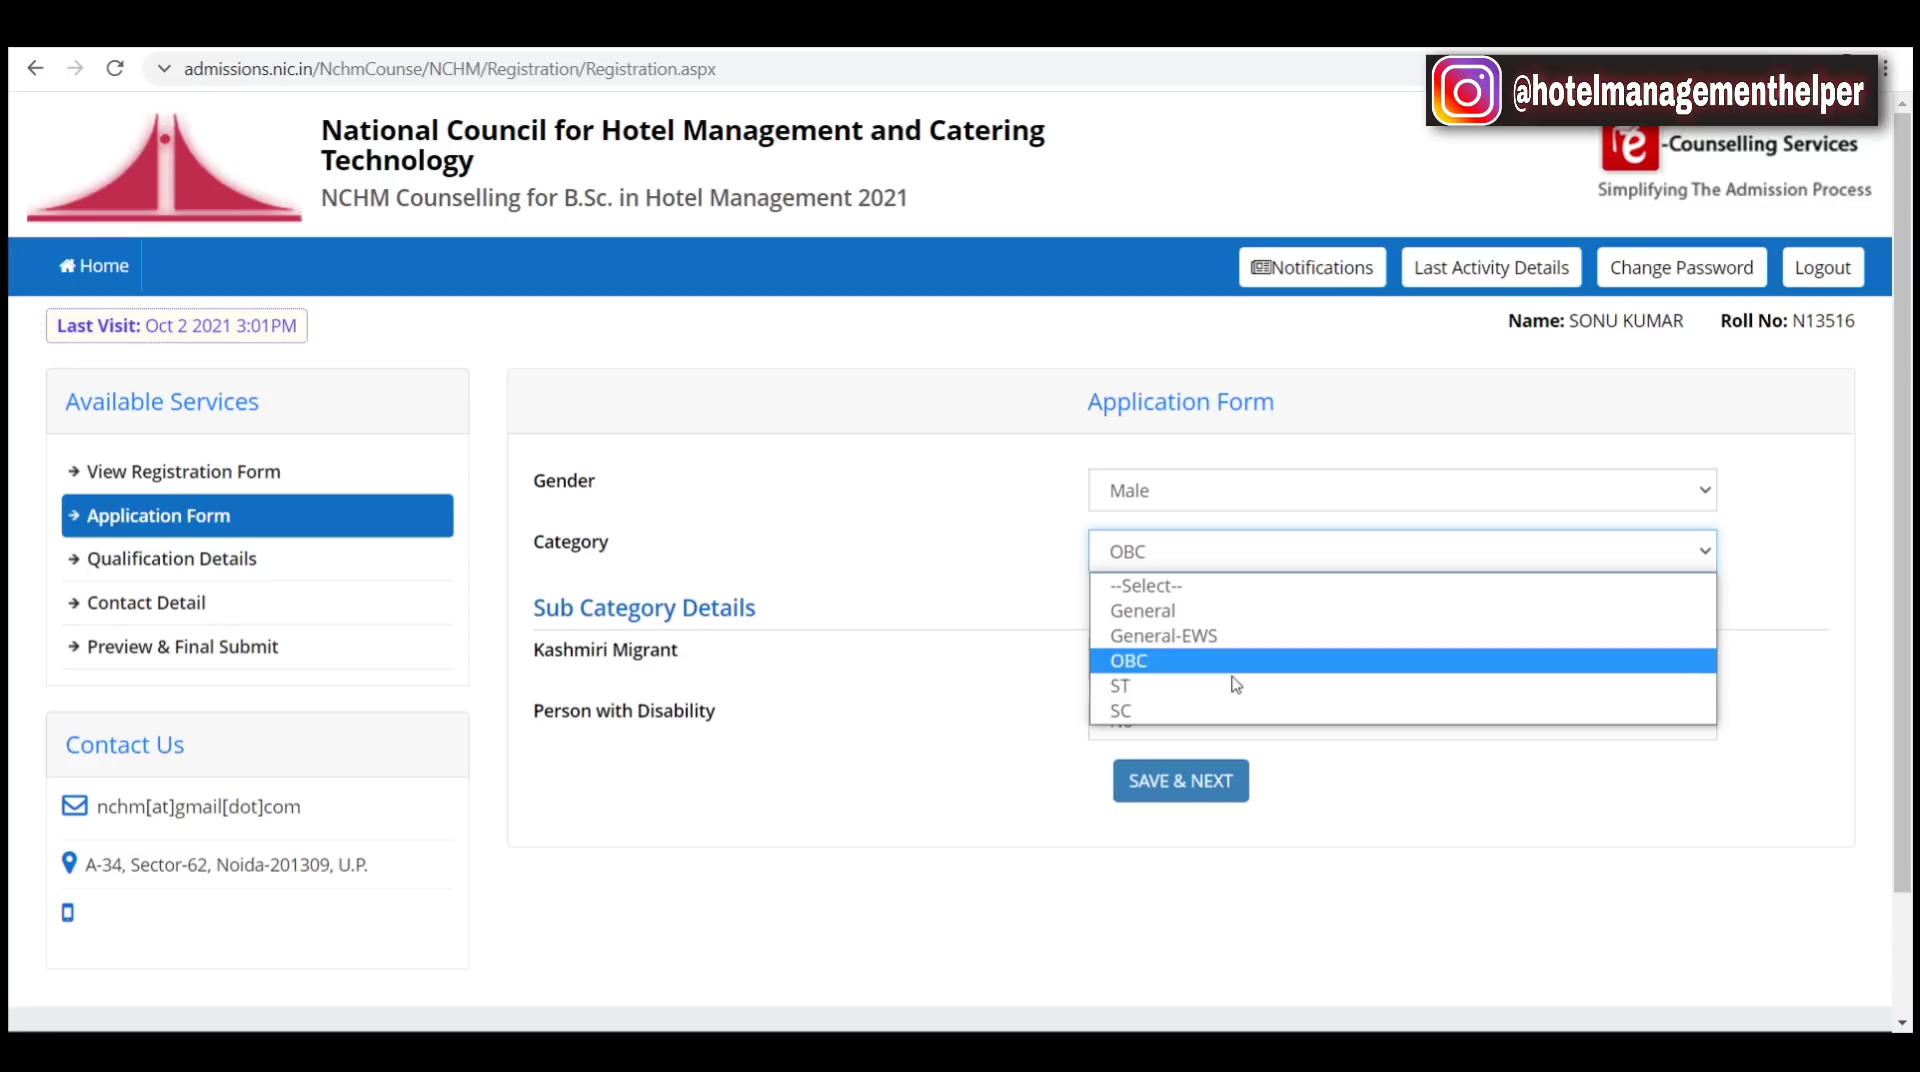 admissions.nic.in/NchmCounse/NCHM/Registration/Registration.aspx
@hotelmanagementhelper
National Council for Hotel Management and Catering
Technology
NCHM Counselling for B.Sc. in Hotel Management 2021
-Counselling Services
Simplifying The Admission Process
Home
Notifications
Last Activity Details
Change Password
Logout
Last Visit: Oct 2 2021 3:01PM
Name: SONU KUMAR
Roll No: N13516
Available Services
View Registration Form
Application Form
Qualification Details
Contact Detail
Preview & Final Submit
Contact Us
nchm[at]gmail[dot]com
A-34, Sector-62, Noida-201309, U.P.
Application Form
Gender
Male
Category
OBC
--Select--
General
General-EWS
OBC
ST
SC
Sub Category Details
Kashmiri Migrant
Person with Disability
SAVE & NEXT